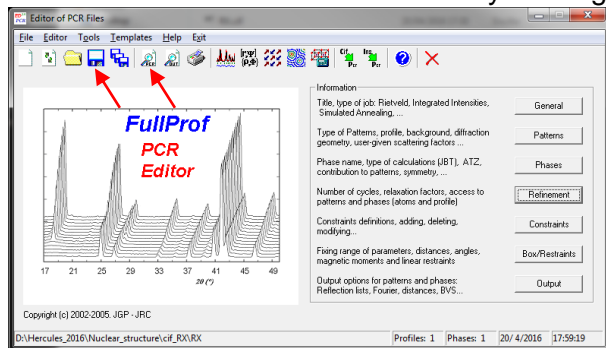 Editor of PCR Files
File Editor Tools Templates Help Exit
FullProf
PCR
Editor
17 21 25 29 33 37 41 45 49
2θ (°)
Copyright (c) 2002-2005. JGP - JRC
Information
Title, type of job: Rietveld, Integrated Intensities,
Simulated Annealing, ...
General
Type of Patterns, profile, background, diffraction
geometry, user-given scattering factors ...
Patterns
Phase name, type of calculations (JBT), ATZ,
contribution to patterns, symmetry, ...
Phases
Number of cycles, relaxation factors, access to
patterns and phases (atoms and profile)
Refinement
Constraints definitions, adding, deleting,
modifying...
Constraints
Fixing range of parameters, distances, angles,
magnetic moments and linear restraints
Box/Restraints
Output options for patterns and phases:
Reflection lists, Fourier, distances, BVS...
Output
D:\Hercules_2016\Nuclear_structure\cif_RX\RX Profiles: 1 Phases: 1 20/ 4/2016 17:59:19